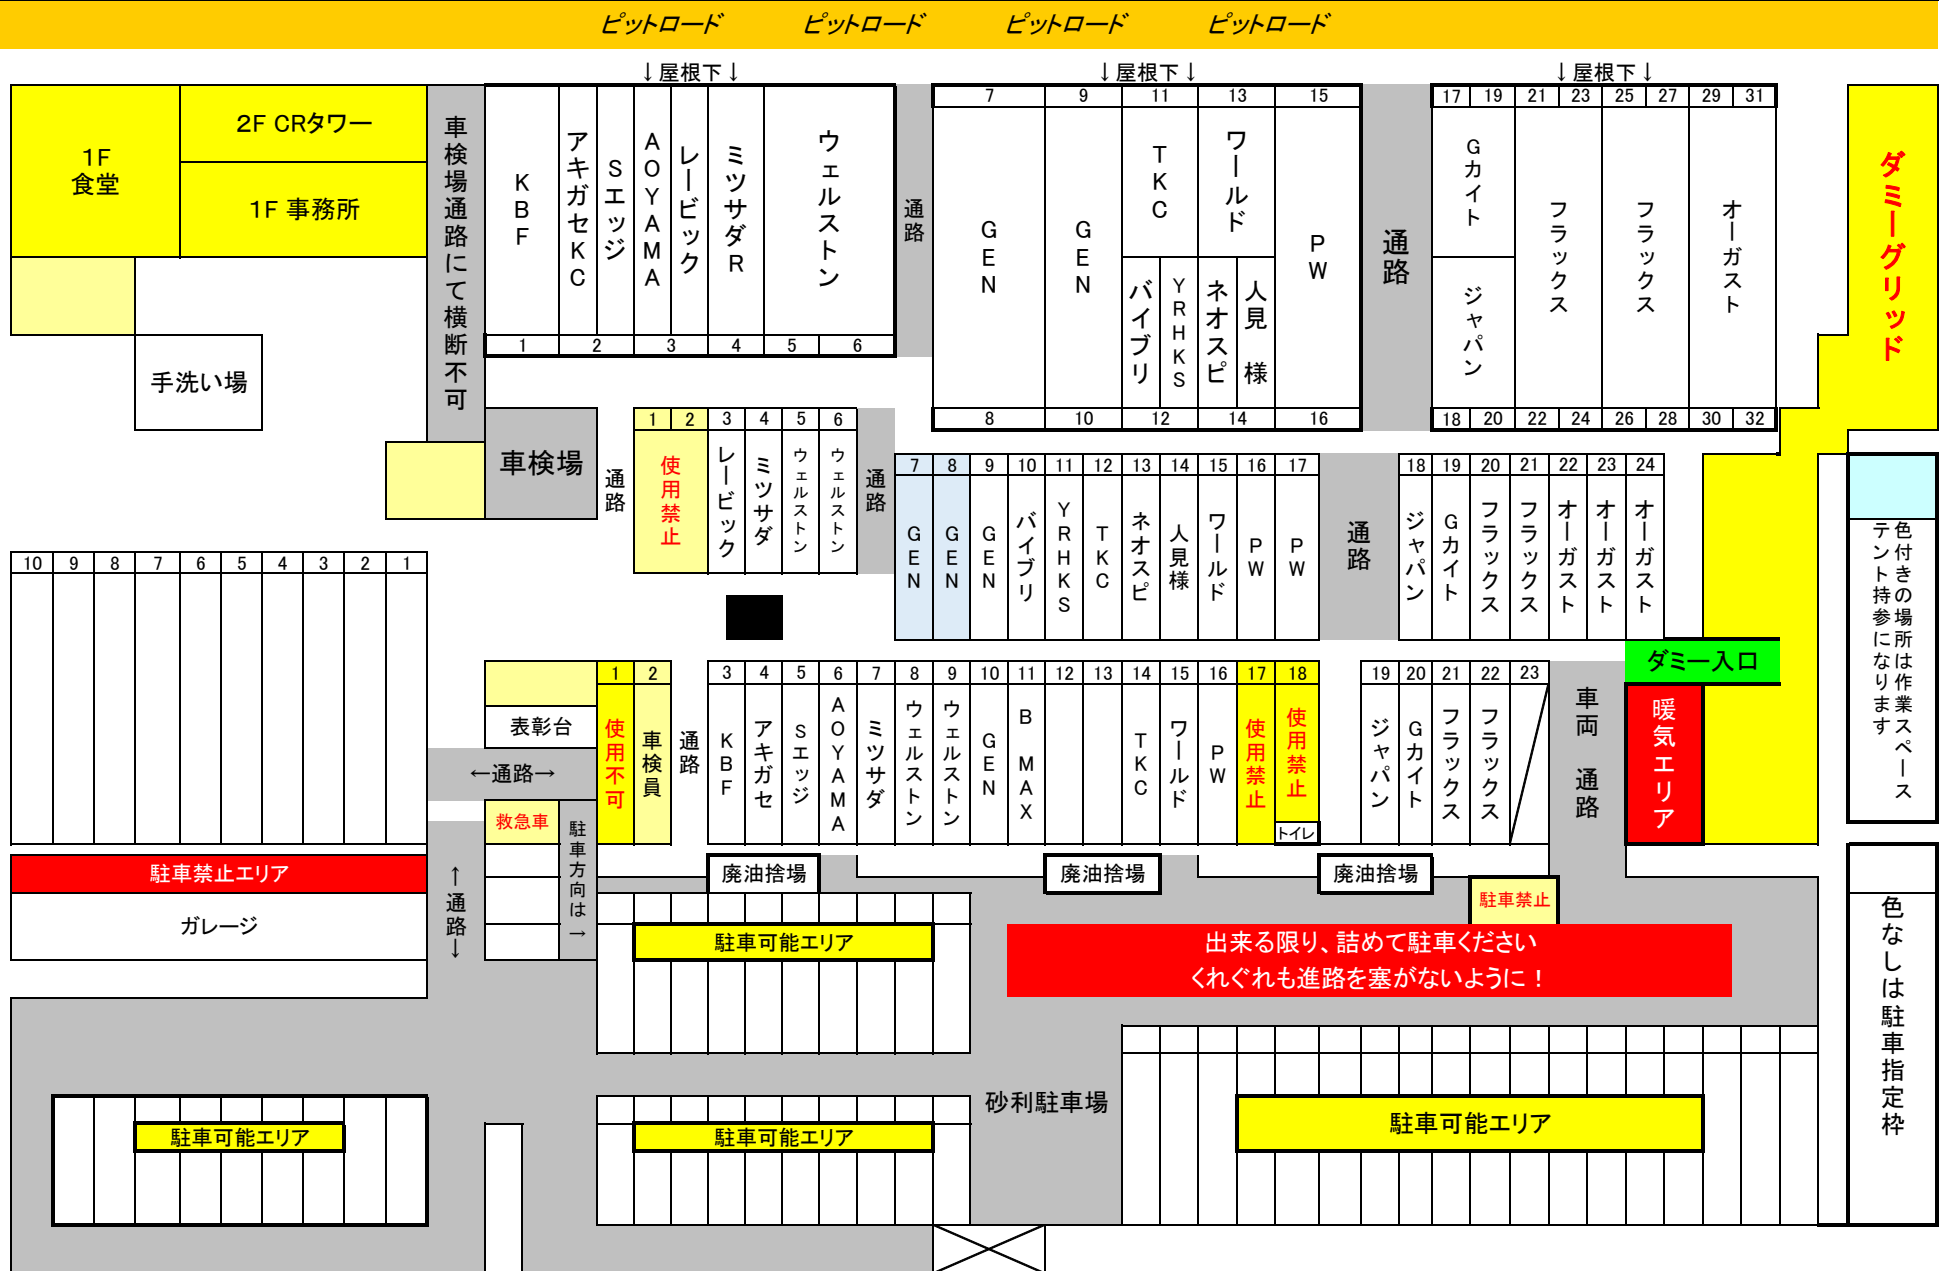 ピットロード ピットロード ピットロード ピットロード
↓屋根下↓ ↓屋根下↓ ↓屋根下↓
1F
食堂
2F CRタワー
1F 事務所
手洗い場
車検場通路にて横断不可
KBF
アキガセKC
Sエッジ
AOYAMA
レービック
ミツサダR
ウェルストン
1 2 3 4 5 6
通路
7 9 11 13 15
GEN
GEN
TKC
ワールド
バイブリ
YRHKS
ネオスピ
人見 様
PW
8 10 12 14 16
通路
17 19 21 23 25 27 29 31
Gカイト
ジャパン
フラックス
フラックス
オーガスト
18 20 22 24 26 28 30 32
ダミーグリッド
車検場
通路
1 2 3 4 5 6
使用禁止
レービック
ミツサダ
ウェルストン
ウェルストン
通路
7 8 9 10 11 12 13 14 15 16 17
GEN
GEN
GEN
バイブリ
YRHKS
TKC
ネオスピ
人見様
ワールド
PW
PW
通路
18 19 20 21 22 23 24
ジャパン
Gカイト
フラックス
フラックス
オーガスト
オーガスト
オーガスト
色付きの場所は作業スペース
テント持参になります
10 9 8 7 6 5 4 3 2 1
表彰台
←通路→
1 2
使用不可
車検員
通路
3 4 5 6 7 8 9 10 11 12 13 14 15 16 17 18
KBF
アキガセ
Sエッジ
AOYAMA
ミツサダ
ウェルストン
ウェルストン
GEN
B MAX
TKC
ワールド
PW
使用禁止
使用禁止
トイレ
19 20 21 22 23
ジャパン
Gカイト
フラックス
フラックス
車両 通路
ダミー入口
暖気エリア
救急車
駐車方向は→
駐車禁止エリア
ガレージ
↑通路↓
廃油捨場
廃油捨場
廃油捨場
駐車禁止
駐車可能エリア
出来る限り、詰めて駐車ください
くれぐれも進路を塞がないように！
色なしは駐車指定枠
砂利駐車場
駐車可能エリア
駐車可能エリア
駐車可能エリア